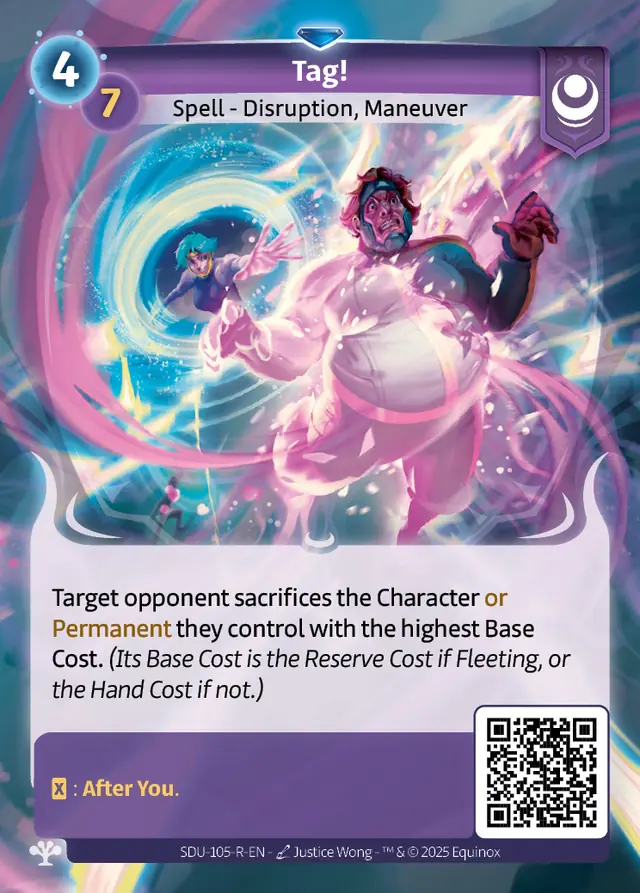 4
7
Tag!
Spell - Disruption, Maneuver
Target opponent sacrifices the Character or
Permanent they control with the highest Base
Cost. (Its Base Cost is the Reserve Cost if Fleeting, or
the Hand Cost if not.)
X : After You.
SDU-105-R-EN - Justice Wong - ™ & © 2025 Equinox